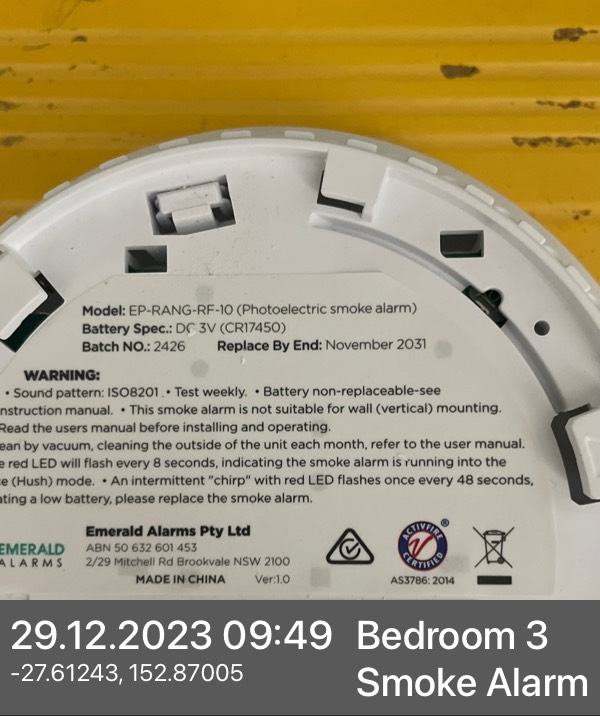 Model: EP-RANG-RF-10 (Photoelectric smoke alarm)
Battery Spec.: DC 3V (CR17450)
Batch NO.: 2426 Replace By End: November 2031
WARNING:
• Sound pattern: ISO8201 • Test weekly. • Battery non-replaceable-see
nstruction manual. • This smoke alarm is not suitable for wall (vertical) mounting.
Read the users manual before installing and operating.
ean by vacuum, cleaning the outside of the unit each month, refer to the user manual.
e red LED will flash every 8 seconds, indicating the smoke alarm is running into the
e (Hush) mode. • An intermittent "chirp" with red LED flashes once every 48 seconds,
ating a low battery, please replace the smoke alarm.
EMERALD
ALARMS
Emerald Alarms Pty Ltd
ABN 50 632 601 453
2/29 Mitchell Rd Brookvale NSW 2100
MADE IN CHINA Ver:1.0
ACTIVFIRE ®
CERTIFIED
AS3786: 2014
29.12.2023 09:49
-27.61243, 152.87005
Bedroom 3
Smoke Alarm